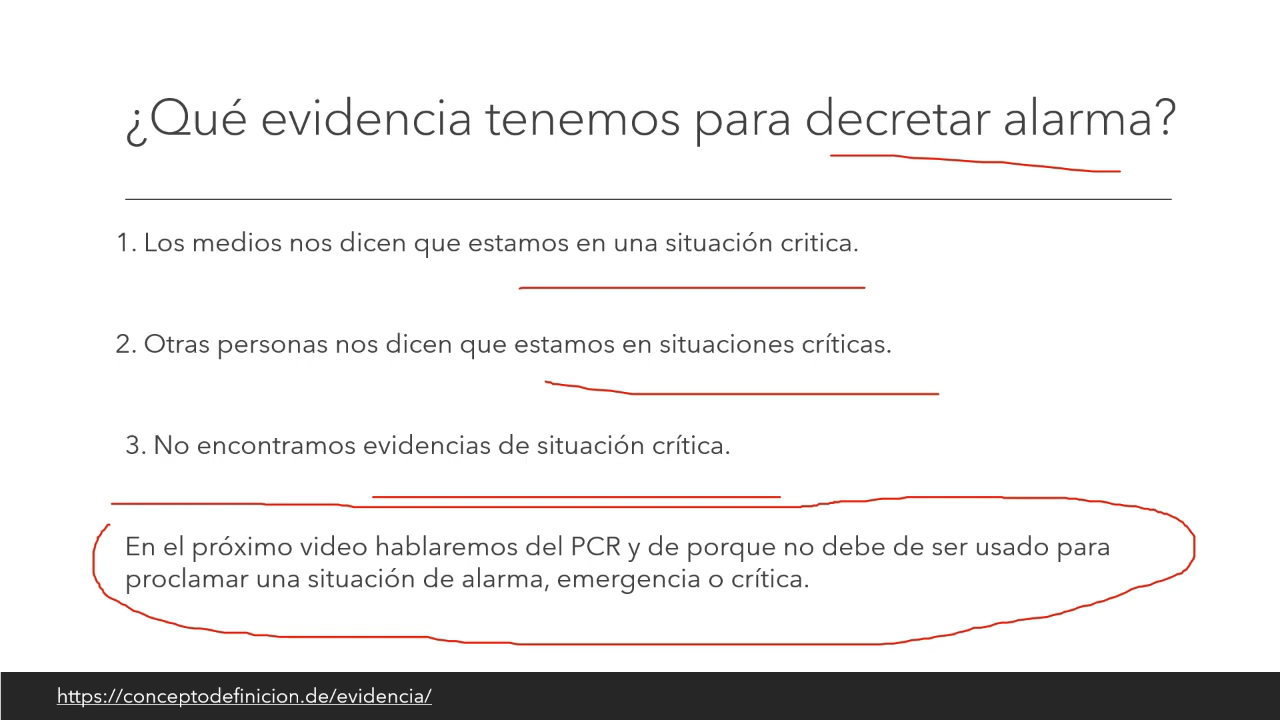 ¿Qué evidencia tenemos para decretar alarma?
1. Los medios nos dicen que estamos en una situación critica.
2. Otras personas nos dicen que estamos en situaciones críticas.
3. No encontramos evidencias de situación crítica.
En el próximo video hablaremos del PCR y de porque no debe de ser usado para
proclamar una situación de alarma, emergencia o crítica.
https://conceptodefinicion.de/evidencia/